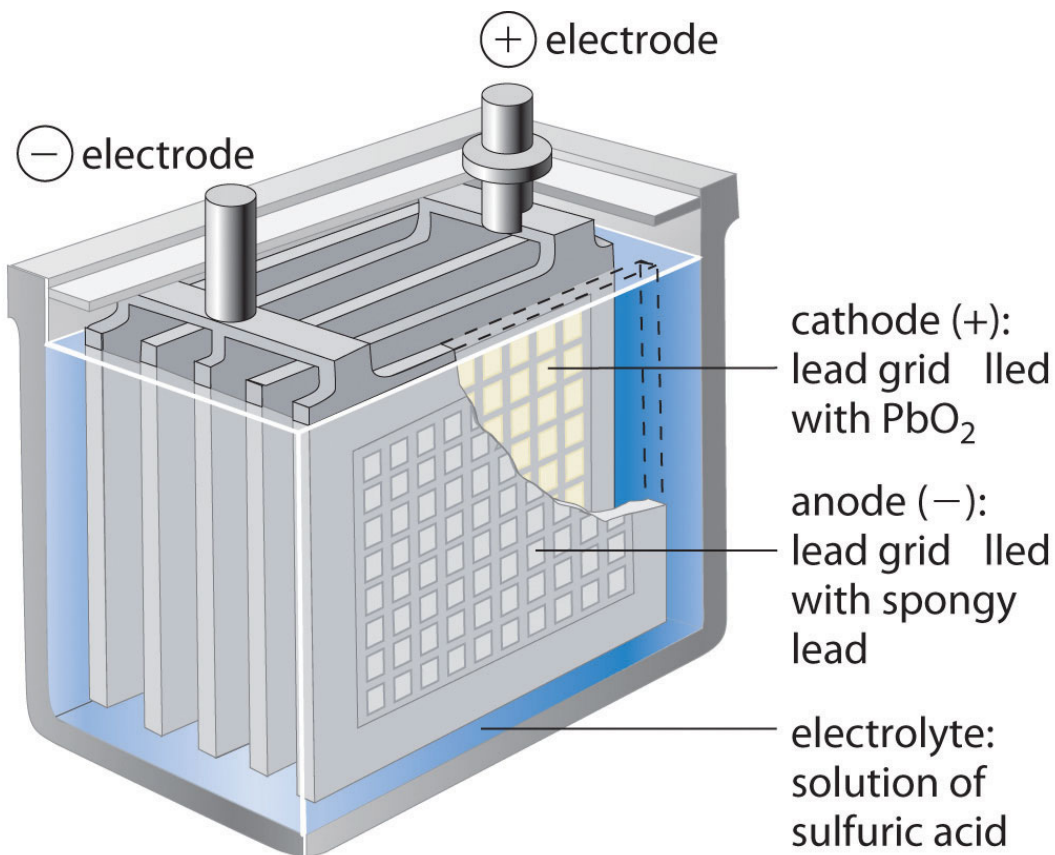 + electrode
− electrode
cathode (+):
lead grid lled
with PbO₂
anode (−):
lead grid lled
with spongy
lead
electrolyte:
solution of
sulfuric acid